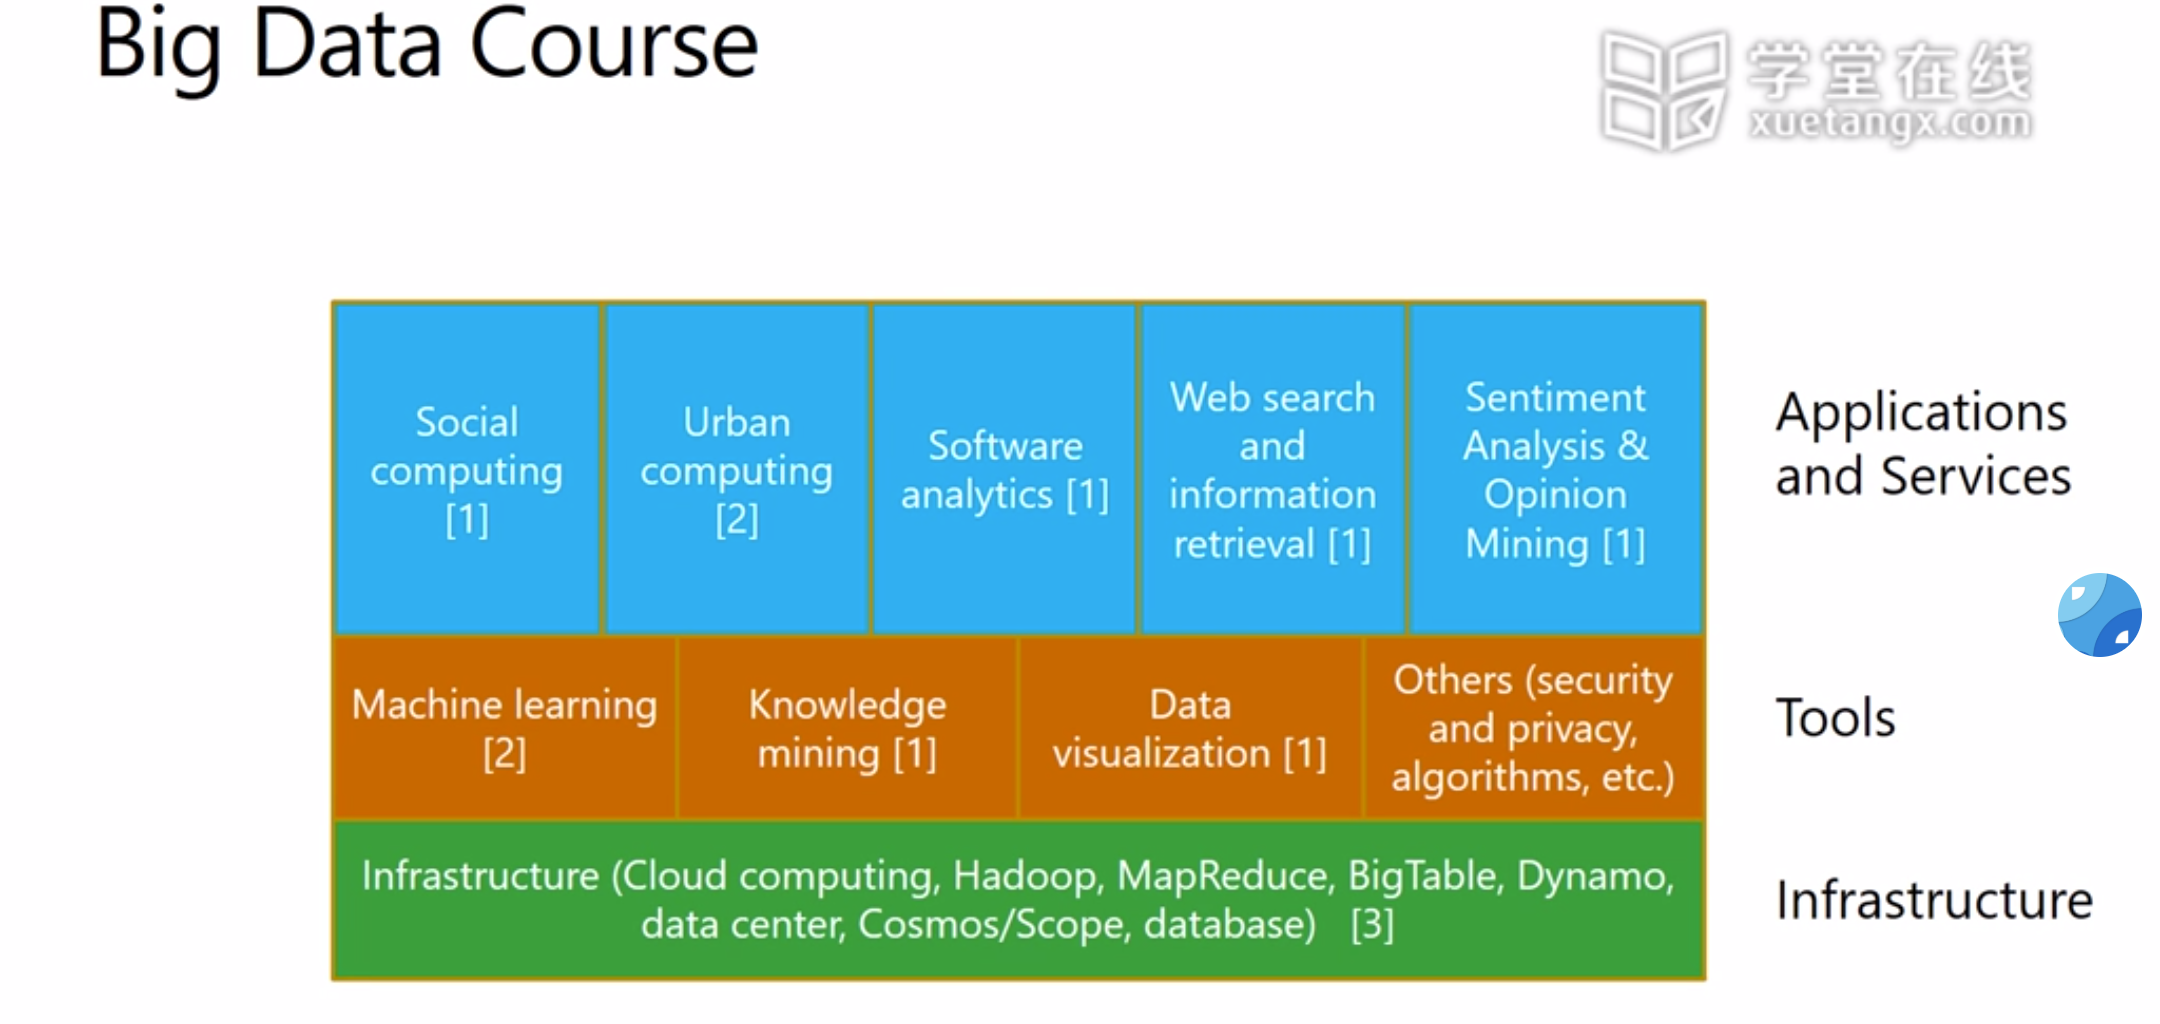 Big Data Course
学堂在线
xuetangx.com
Social
computing
[1]
Urban
computing
[2]
Software
analytics [1]
Web search
and
information
retrieval [1]
Sentiment
Analysis &
Opinion
Mining [1]
Applications
and Services
Machine learning
[2]
Knowledge
mining [1]
Data
visualization [1]
Others (security
and privacy,
algorithms, etc.)
Tools
Infrastructure (Cloud computing, Hadoop, MapReduce, BigTable, Dynamo,
data center, Cosmos/Scope, database) [3]
Infrastructure